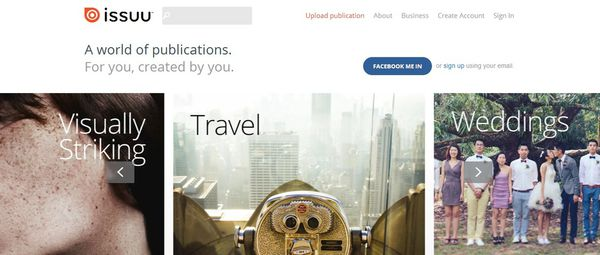 issuu
Upload publication About Business Create Account Sign In
A world of publications.
For you, created by you.
FACEBOOK ME IN or sign up using your email
Visually
Striking
Travel
Weddings